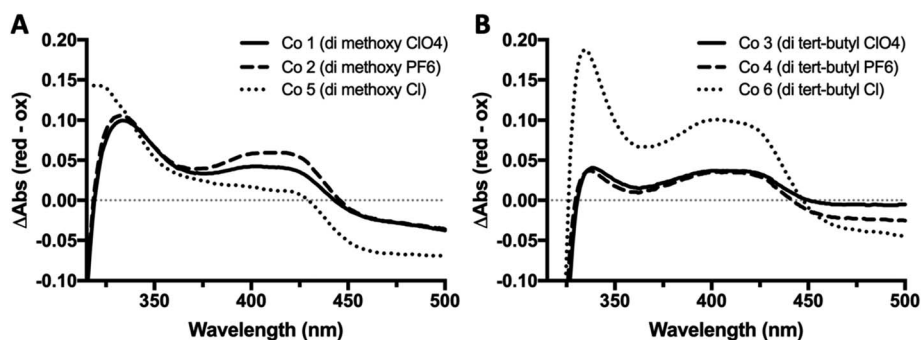 A
Co 1 (di methoxy ClO4)
Co 2 (di methoxy PF6)
Co 5 (di methoxy Cl)
ΔAbs (red - ox)
0.20
0.15
0.10
0.05
0.00
-0.05
-0.10
350 400 450 500
Wavelength (nm)
B
Co 3 (di tert-butyl ClO4)
Co 4 (di tert-butyl PF6)
Co 6 (di tert-butyl Cl)
ΔAbs (red - ox)
0.20
0.15
0.10
0.05
0.00
-0.05
-0.10
350 400 450 500
Wavelength (nm)